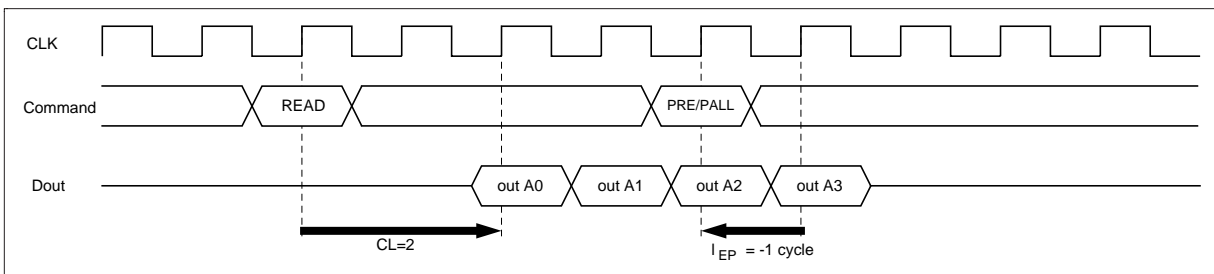 CLK
Command
READ
PRE/PALL
Dout
out A0
out A1
out A2
out A3
CL=2
l EP = -1 cycle